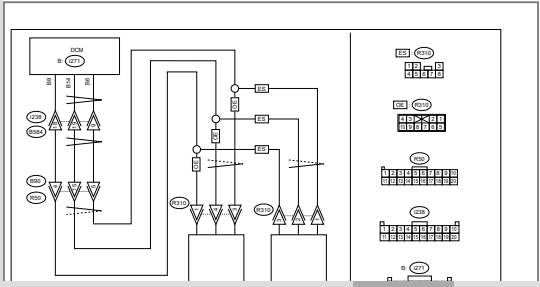 DCM
B: i271
B8
B14
B6
i238
B584
B90
R50
R310
R310
ES
ES
ES
OE
OE
OE
ES : R310
1 2 3
4 5 6 7 8
OE : R310
4 3 2 1
10 9 8 7 6 5
R50
1 2 3 4 5 6 7 8 9 10
11 12 13 14 15 16 17 18 19 20
i238
1 2 3 4 5 6 7 8 9 10
11 12 13 14 15 16 17 18 19 20
B: i271